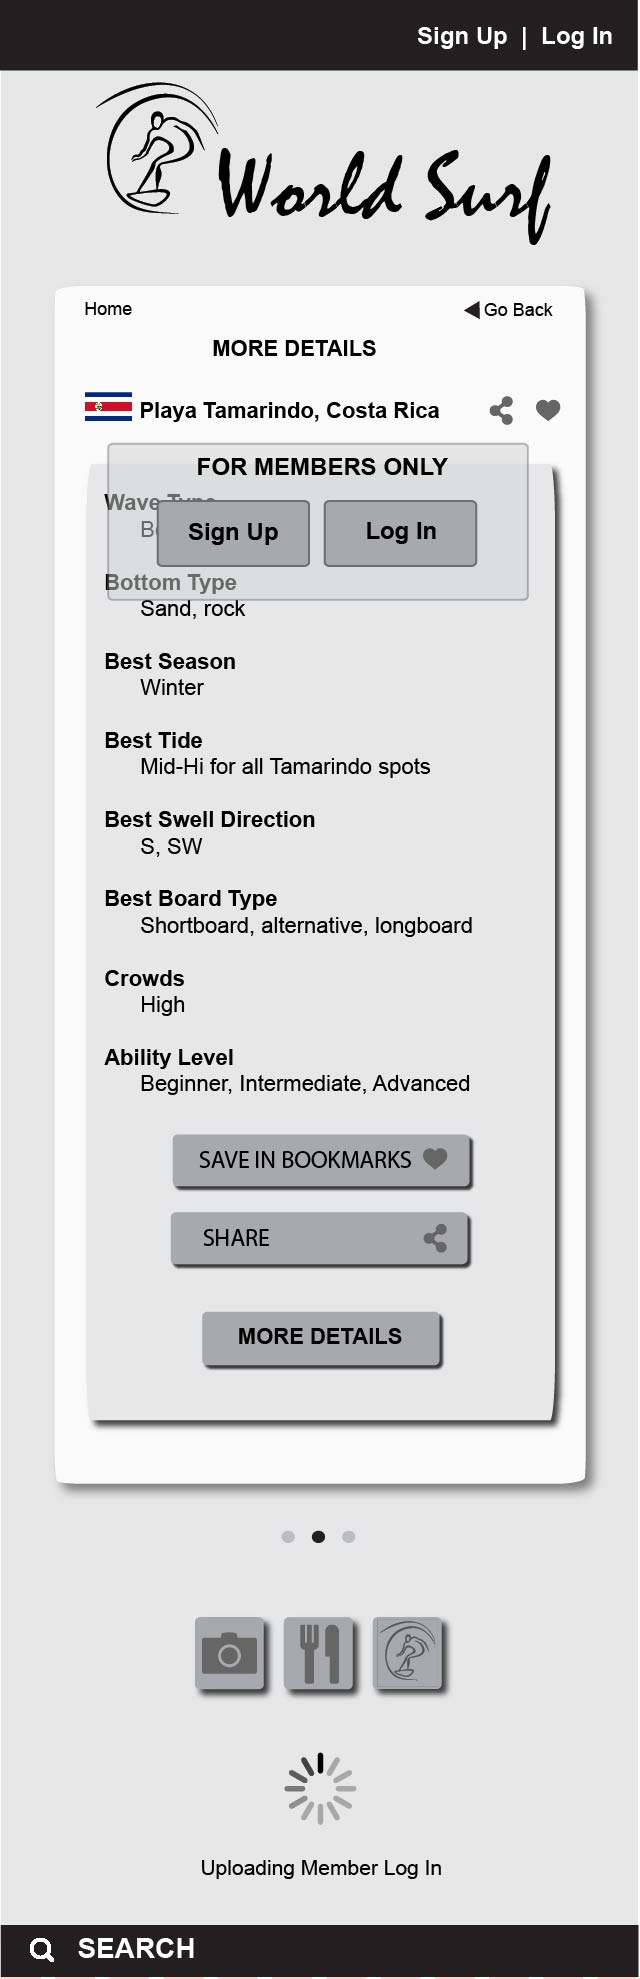 Sign Up | Log In
World Surf
Home
Go Back
MORE DETAILS
Playa Tamarindo, Costa Rica
FOR MEMBERS ONLY
Wave Type
Sign Up
Log In
Bottom Type
Sand, rock
Best Season
Winter
Best Tide
Mid-Hi for all Tamarindo spots
Best Swell Direction
S, SW
Best Board Type
Shortboard, alternative, longboard
Crowds
High
Ability Level
Beginner, Intermediate, Advanced
SAVE IN BOOKMARKS
SHARE
MORE DETAILS
Uploading Member Log In
SEARCH